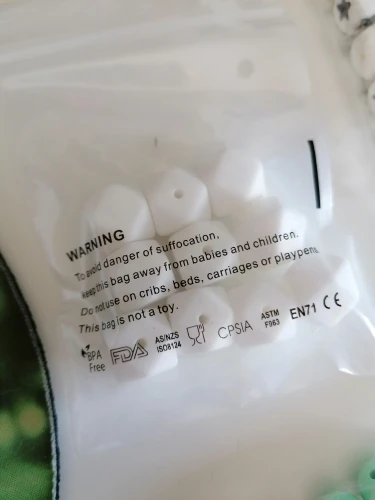 WARNING
To avoid danger of suffocation,
keep this bag away from babies and children.
Do not use on cribs, beds, carriages or playpens
This bag is not a toy.
BPA
Free
FDA
AS/NZS
ISO8124
CPSIA
ASTM
F963
EN71 CE